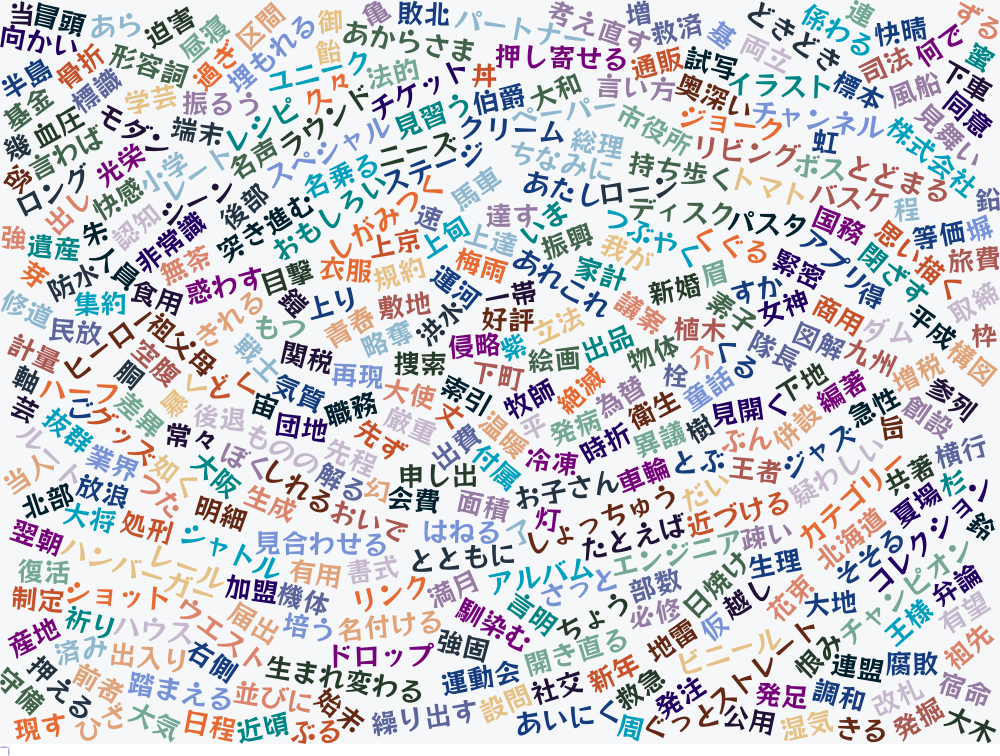 当 冒頭 あら 迫害 昼寝 区間 御 亀 敗北 パートナー 考え直す 増 救済 基 どきどき 係わる 違 快晴 ずる
向かい 骨折 形容詞 過ぎ 埋もれる 飴 あからさま 押し寄せる 通販 両立 司法 何で 蜜
半島 標識 学芸 振るう ユニーク 久々 法的 チケット 丼 大和 言い方 試写 奥深い イラスト 標本 風船 下車 同意
基金 血圧 モダン 端末 レシピ ラウンド 見習う 伯爵 ペーパー 市役所 ジョーク チャンネル 虹 株式会社 見舞い
幾 言わば 光栄 小学 レート 名声 スペシャル ニーズ クリーム 総理 リビング ボス とどまる
ロング 快感 シーン 後部 名乗る ステージ ちなみに 持ち歩く トマト バスケ 程 鉛
出し 認知 突き進む おもしろい しがみつく 馬車 あたし ローン ディスク パスタ 国務 思い描く 等価 塀
強 遺産 朱 人員 非常識 無茶 目撃 衣服 上京 速 上旬 上達 達す いま 振興 我が つぶやく くぐる アプリ 閉ざす 旅費
芽 防水 食用 惑わす 上り 規約 梅雨 運河 一帯 あれこれ 家計 新婚 眉 すか 緊密 得 取締
修道 民放 集約 ヒーロー 祖父母 きれる もつ 青春 敷地 略奪 洪水 好評 立法 議案 植木 素子 女神 商用 ダム 平成 枠
計量 空腹 戦士 関税 再現 捜索 侵略 紫 絵画 出品 物体 介 くる 隊長 図解 九州 増税 構図
軸 ハーフ 胴 くどく 気質 大使 索引 下町 牧師 絶滅 為替 栓 童話 下地 編著 参列
芸 ごグッズ 差異 暴 後退 宙 団地 職務 厳重 丈 温暖 平 発病 衛生 樹 見開く 併設 急性 旨 創設
ルート 抜群 業界 常々 ものの 先程 先ず 出費 付属 冷凍 時折 異議 とぶ ぶん 王者 ジャズ 疑わしい 横行
当人 放浪 如く つた 大阪 ぼく しれる 解る 幻 申し出 お子さん 車輪 だい カテゴリー 共著 杉
北部 大将 処刑 明細 生成 おいで 会費 面積 灯 しょっちゅう 近づける 北海道 夏場 コレクション 路
翌朝 ハンバーガー シャトル 見合わせる はねる 了 たとえば エンジニア 疎い そそる
復活 レール 加盟 機体 有用 書式 とともに アルバム さっと 部数 日焼け 生理 チャンピオン 弁論
制定 ショット ウエスト 届出 培う 名付ける リンク 満月 言明 ちょう 必修 仮 越し 花束 大地 王様 有望
産地 祈り ハウス 右側 ドロップ 強固 馴染む 開き直る 地雷 ビニール ストレート 恨み 連盟 腐敗 祖先
守備 押える 済み 出入り 生まれ変わる 運動会 社交 新年 救急 発注 発足 調和 改札 宿命
現す 前者 踏まえる 並びに 始末 繰り出す 設問 あいにく 周 ぐっと 公用 湿気 きる 発掘 大木
ひざ 大気 日程 近頃 ぶる